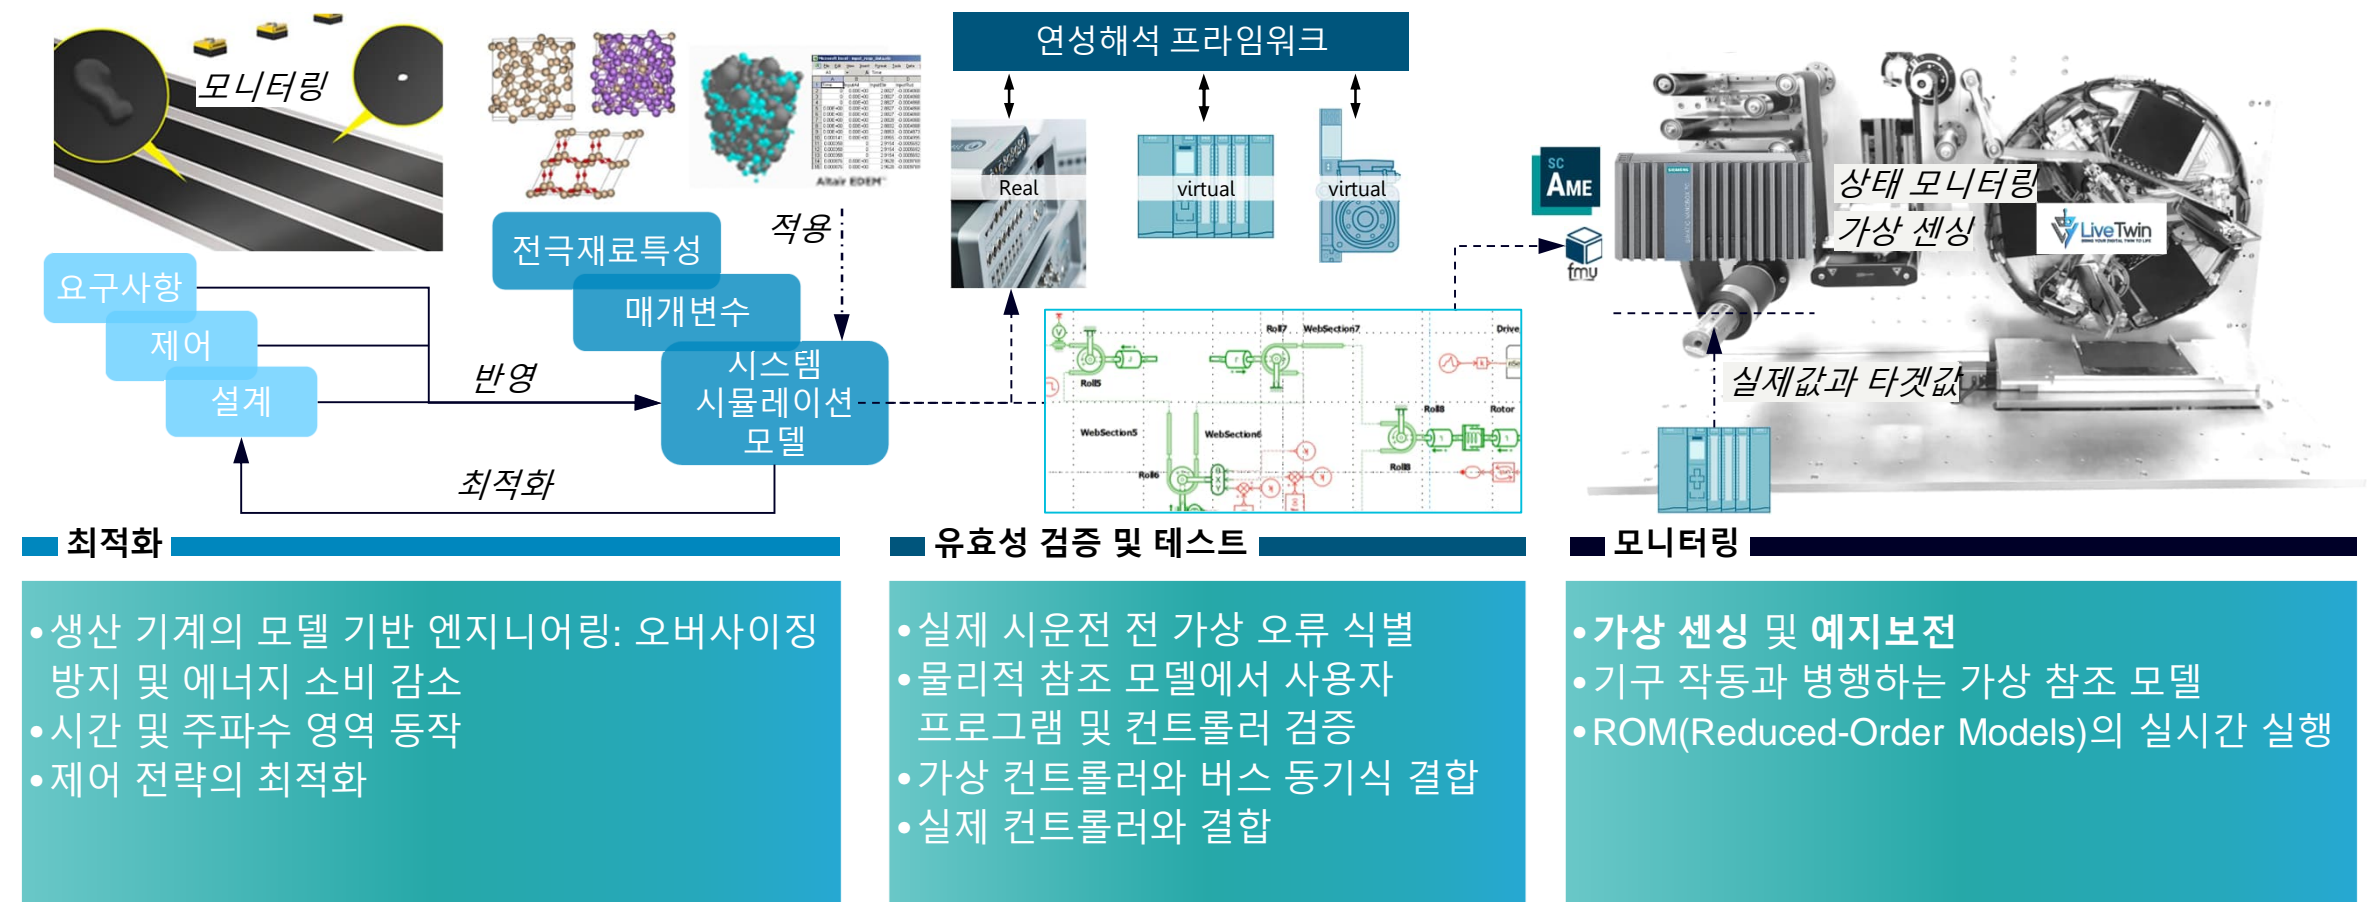 모니터링
요구사항
제어
설계
반영
최적화
전극재료특성
매개변수
시스템
시뮬레이션
모델
적용
Altair EDEM™
연성해석 프라임워크
Real
virtual
virtual
Roll5
Roll7
WebSection7
Drive
WebSection5
WebSection6
Roll6
Roll8
Roll8
Rotor
SC
AME
fmu
SIEMENS
상태 모니터링
가상 센싱
LiveTwin
BRING YOUR DIGITAL TWIN TO LIFE
실제값과 타겟값
최적화
•생산 기계의 모델 기반 엔지니어링: 오버사이징
방지 및 에너지 소비 감소
•시간 및 주파수 영역 동작
•제어 전략의 최적화
유효성 검증 및 테스트
•실제 시운전 전 가상 오류 식별
•물리적 참조 모델에서 사용자
프로그램 및 컨트롤러 검증
•가상 컨트롤러와 버스 동기식 결합
•실제 컨트롤러와 결합
모니터링
•가상 센싱 및 예지보전
•기구 작동과 병행하는 가상 참조 모델
•ROM(Reduced-Order Models)의 실시간 실행